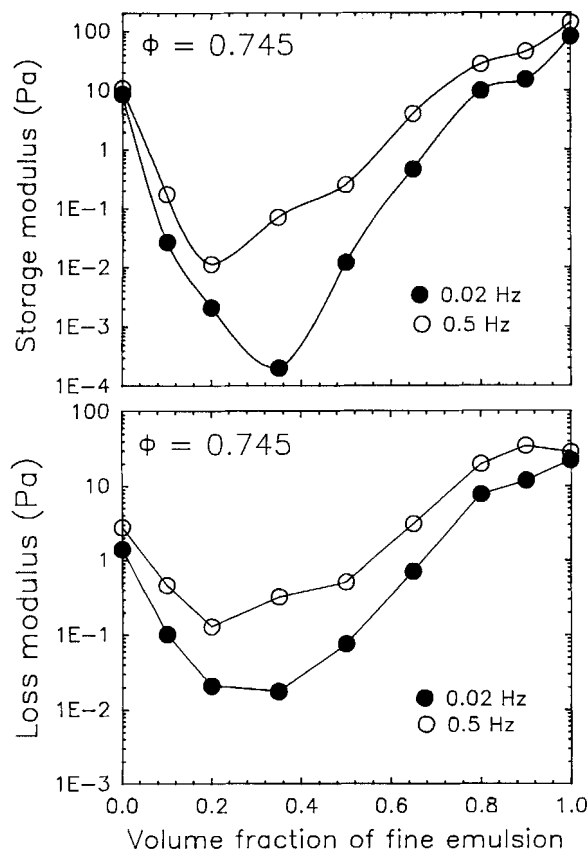 100
10
1
1E-1
1E-2
1E-3
1E-4
Storage modulus (Pa)
Φ = 0.745
● 0.02 Hz
○ 0.5 Hz
100
10
1
1E-1
1E-2
1E-3
Loss modulus (Pa)
Φ = 0.745
● 0.02 Hz
○ 0.5 Hz
0.0 0.2 0.4 0.6 0.8 1.0
Volume fraction of fine emulsion